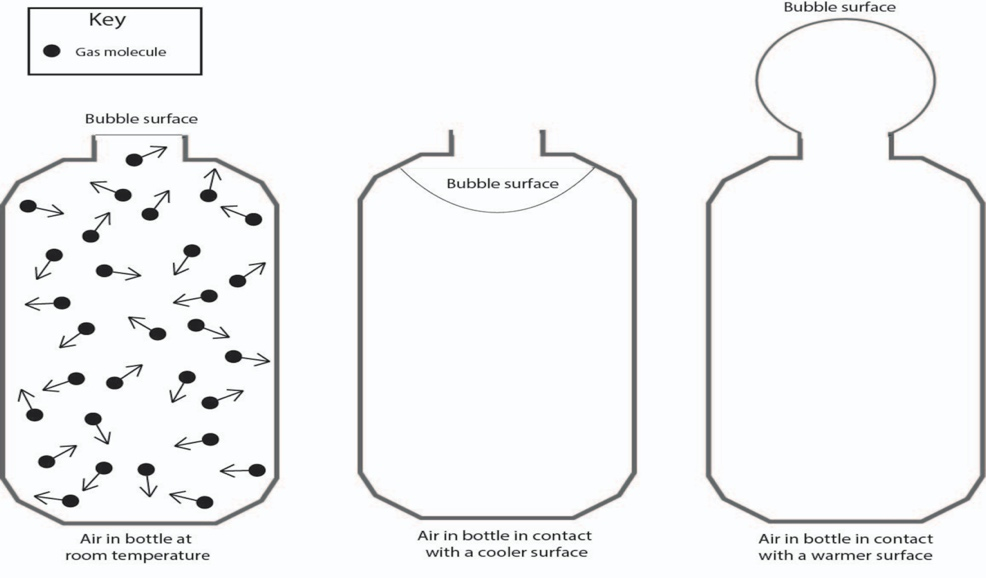 Key
Gas molecule
Bubble surface
Bubble surface
Bubble surface
Air in bottle at
room temperature
Air in bottle in contact
with a cooler surface
Air in bottle in contact
with a warmer surface